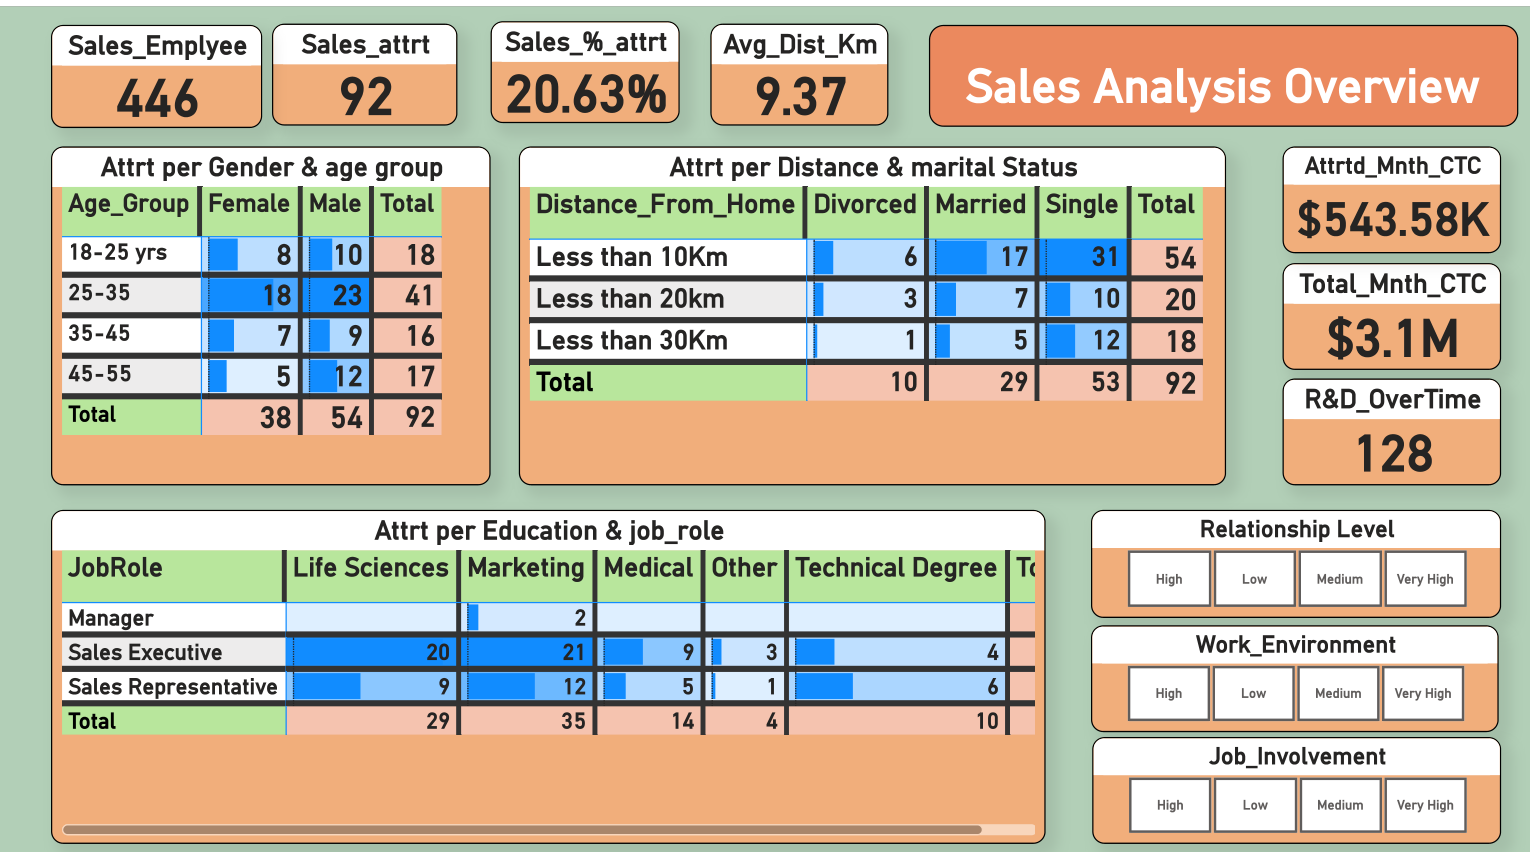 Sales_Emplyee
446
Sales_attrt
92
Sales_%_attrt
20.63%
Avg_Dist_Km
9.37
Sales Analysis Overview
Attrt per Gender & age group
Age_Group Female Male Total
18-25 yrs 8 10 18
25-35 18 23 41
35-45 7 9 16
45-55 5 12 17
Total 38 54 92
Attrt per Distance & marital Status
Distance_From_Home Divorced Married Single Total
Less than 10Km 6 17 31 54
Less than 20km 3 7 10 20
Less than 30Km 1 5 12 18
Total 10 29 53 92
Attrtd_Mnth_CTC
$543.58K
Total_Mnth_CTC
$3.1M
R&D_OverTime
128
Attrt per Education & job_role
JobRole Life Sciences Marketing Medical Other Technical Degree
Manager 2
Sales Executive 20 21 9 3 4
Sales Representative 9 12 5 1 6
Total 29 35 14 4 10
Relationship Level
High Low Medium Very High
Work_Environment
High Low Medium Very High
Job_Involvement
High Low Medium Very High